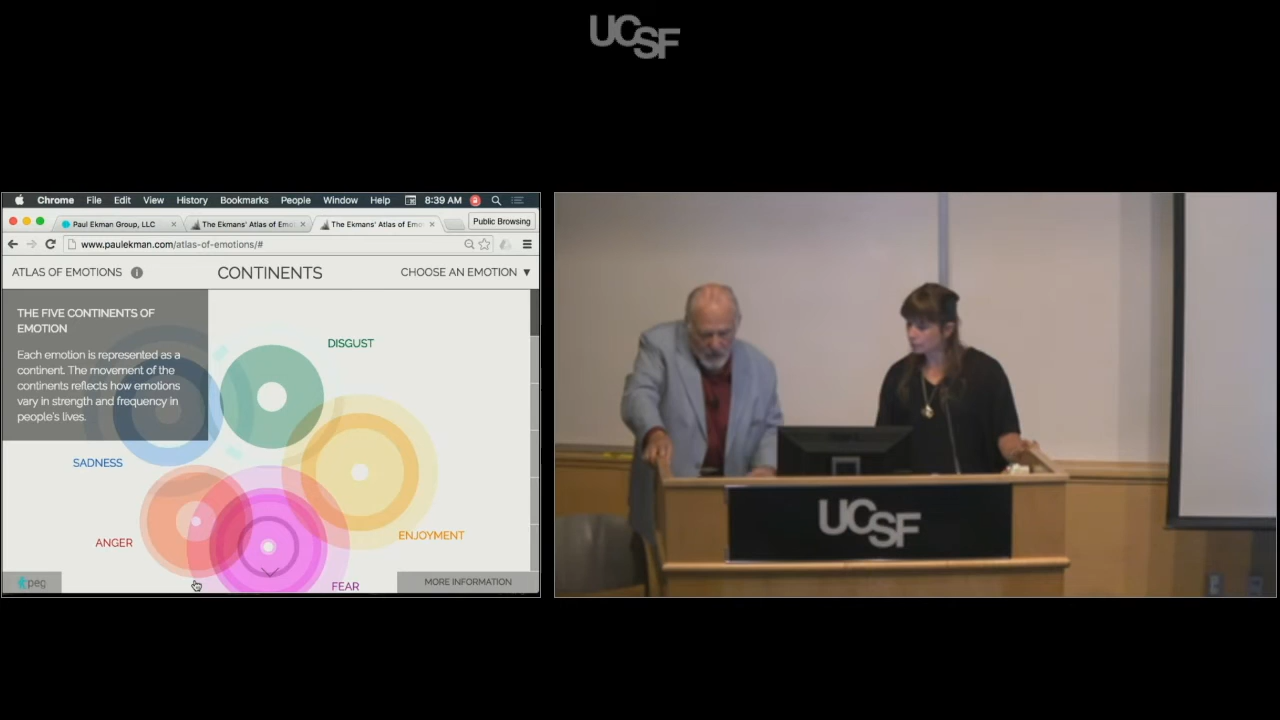 UCSF
Chrome File Edit View History Bookmarks People Window Help 8:39 AM
Paul Ekman Group, LLC
The Ekmans' Atlas of Emo
The Ekmans' Atlas of Emo
Public Browsing
www.paulekman.com/atlas-of-emotions/#
ATLAS OF EMOTIONS i
CONTINENTS
CHOOSE AN EMOTION
THE FIVE CONTINENTS OF
EMOTION
Each emotion is represented as a
continent. The movement of the
continents reflects how emotions
vary in strength and frequency in
people's lives.
DISGUST
SADNESS
ENJOYMENT
ANGER
FEAR
peg
MORE INFORMATION
UCSF